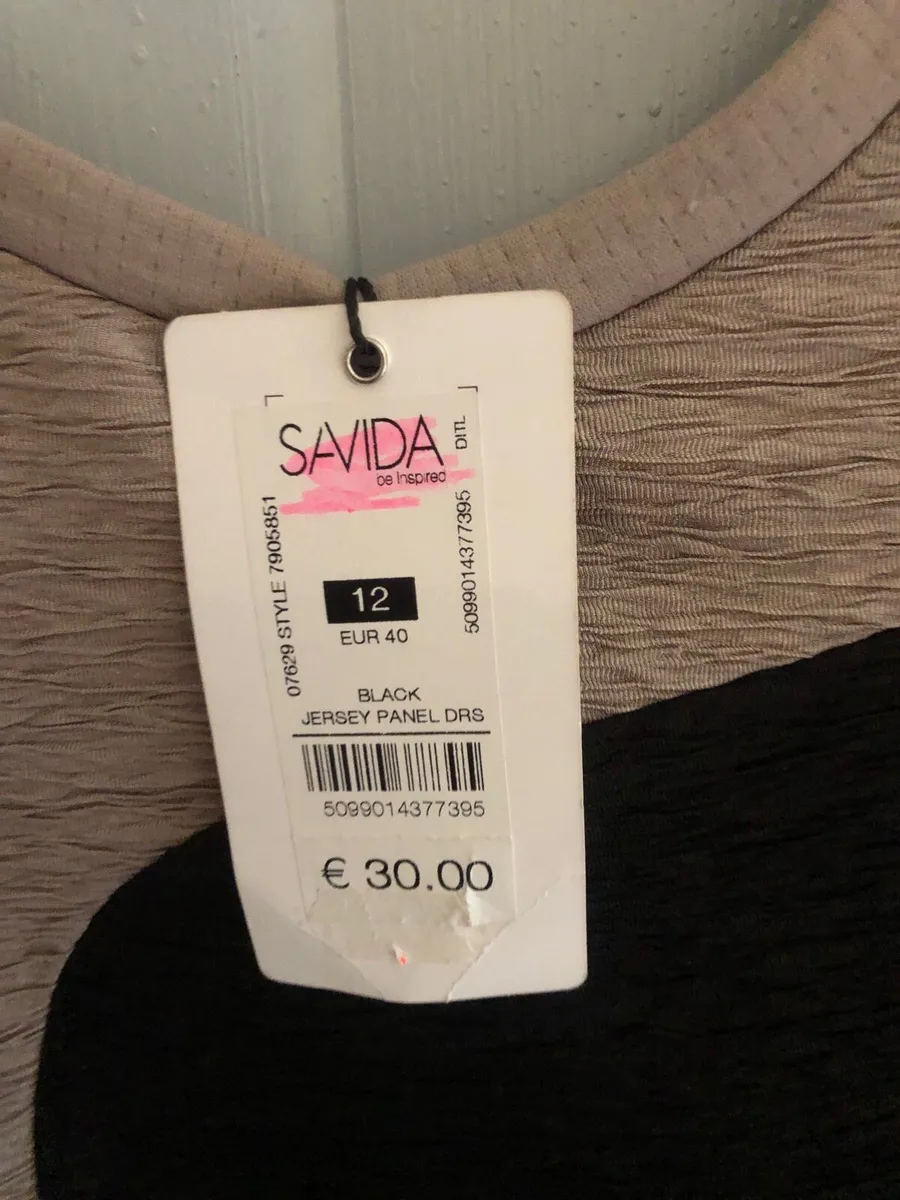 SAVIDA
be Inspired
DITL
07629 STYLE 7905851
5099014377395
12
EUR 40
BLACK
JERSEY PANEL DRS
5099014377395
€ 30.00